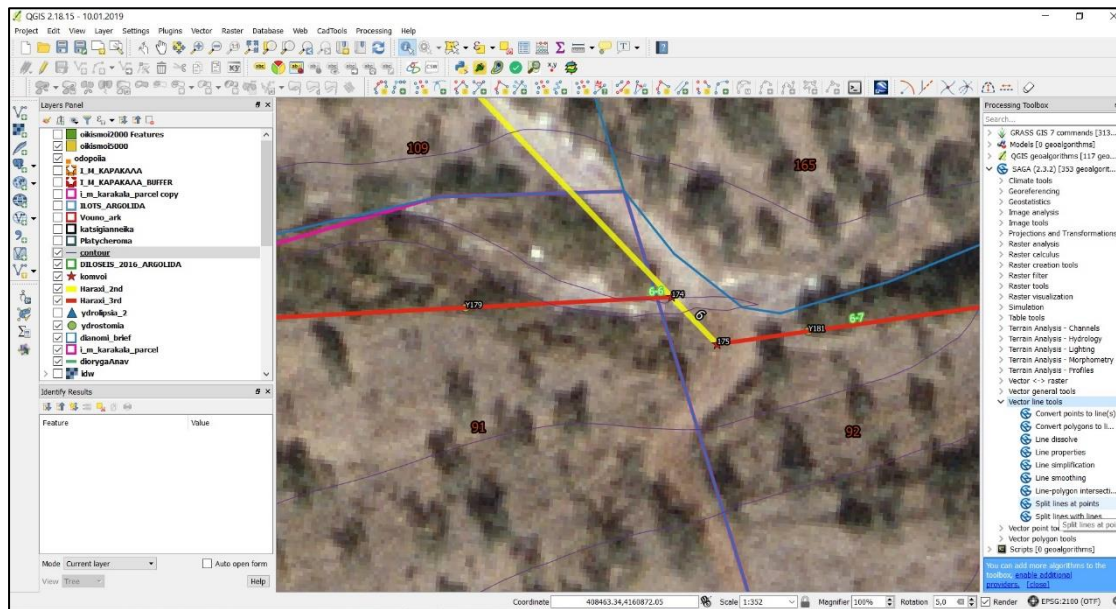 QGIS 2.18.15 - 10.01.2019
Project Edit View Layer Settings Plugins Vector Raster Database Web CadTools Processing Help
Layers Panel
oikismoi2000 Features
oikismoi5000
odopoiia
I_M_KAPAKAΛA
I_M_KAPAKAΛA_BUFFER
i_m_karakala_parcel copy
ILOTS_ARGOLIDA
Vouno_ark
katsigianneika
Platycheroma
contour
DILOSEIS_2016_ARGOLIDA
komvoi
Haraxi_2nd
Haraxi_3rd
ydrolipsia_2
ydrostomia
dianomi_brief
i_m_karakala_parcel
diorygaAnav
idw
Identify Results
Feature Value
Mode Current layer
Auto open form
View Tree
Help
109
165
6-6
174
Y179
6
175
Y181
6-7
91
92
Processing Toolbox
Search...
GRASS GIS 7 commands [313...
Models [0 geoalgorithms]
QGIS geoalgorithms [117 geo...
SAGA (2.3.2) [353 geoalgorit...
Climate tools
Georeferencing
Geostatistics
Image analysis
Image tools
Projections and Transformations
Raster analysis
Raster calculus
Raster creation tools
Raster filter
Raster tools
Raster visualization
Simulation
Table tools
Terrain Analysis - Channels
Terrain Analysis - Hydrology
Terrain Analysis - Lighting
Terrain Analysis - Morphometry
Terrain Analysis - Profiles
Vector <-> raster
Vector general tools
Vector line tools
Convert points to line(s)
Convert polygons to li...
Line dissolve
Line properties
Line simplification
Line smoothing
Line-polygon intersecti...
Split lines at points
Split lines with lines
Split lines at poi
Vector point to
Vector polygon tools
Scripts [0 geoalgorithms]
You can add more algorithms to the
toolbox, enable additional
providers. [close]
Coordinate 408463.34,4160872.05 Scale 1:352 Magnifier 100% Rotation 5,0 Render EPSG:2100 (OTF)